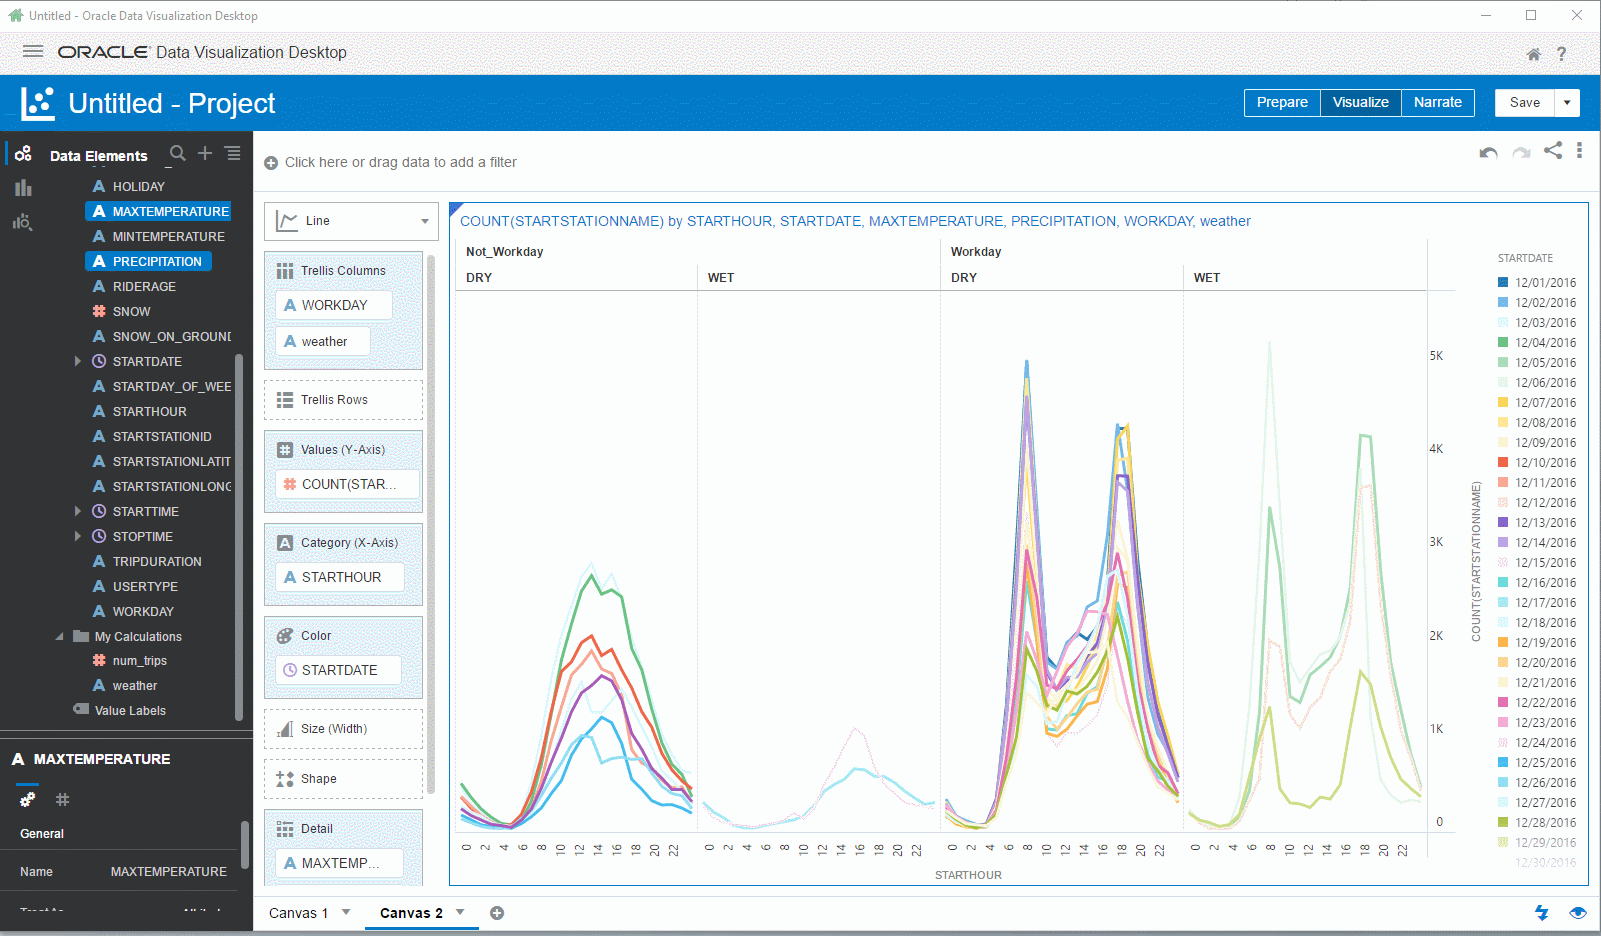 Untitled - Oracle Data Visualization Desktop
ORACLE Data Visualization Desktop
?
Untitled - Project
Prepare Visualize Narrate Save
Data Elements
HOLIDAY
MAXTEMPERATURE
MINTEMPERATURE
PRECIPITATION
RIDERAGE
SNOW
SNOW_ON_GROUND
STARTDATE
STARTDAY_OF_WEE
STARTHOUR
STARTSTATIONID
STARTSTATIONLATIT
STARTSTATIONLONG
STARTTIME
STOPTIME
TRIPDURATION
USERTYPE
WORKDAY
My Calculations
num_trips
weather
Value Labels
A MAXTEMPERATURE
General
Name MAXTEMPERATURE
Click here or drag data to add a filter
Line
Trellis Columns
A WORKDAY
A weather
Trellis Rows
Values (Y-Axis)
# COUNT(STAR...
Category (X-Axis)
A STARTHOUR
Color
STARTDATE
Size (Width)
Shape
Detail
A MAXTEMP...
COUNT(STARTSTATIONNAME) by STARTHOUR, STARTDATE, MAXTEMPERATURE, PRECIPITATION, WORKDAY, weather
Not_Workday Workday
DRY WET DRY WET
5K
4K
3K
2K
1K
0
COUNT(STARTSTATIONNAME)
0 2 4 6 8 10 12 14 16 18 20 22 0 2 4 6 8 10 12 14 16 18 20 22 0 2 4 6 8 10 12 14 16 18 20 22 0 2 4 6 8 10 12 14 16 18 20 22
STARTHOUR
STARTDATE
12/01/2016
12/02/2016
12/03/2016
12/04/2016
12/05/2016
12/06/2016
12/07/2016
12/08/2016
12/09/2016
12/10/2016
12/11/2016
12/12/2016
12/13/2016
12/14/2016
12/15/2016
12/16/2016
12/17/2016
12/18/2016
12/19/2016
12/20/2016
12/21/2016
12/22/2016
12/23/2016
12/24/2016
12/25/2016
12/26/2016
12/27/2016
12/28/2016
12/29/2016
12/30/2016
Canvas 1 Canvas 2